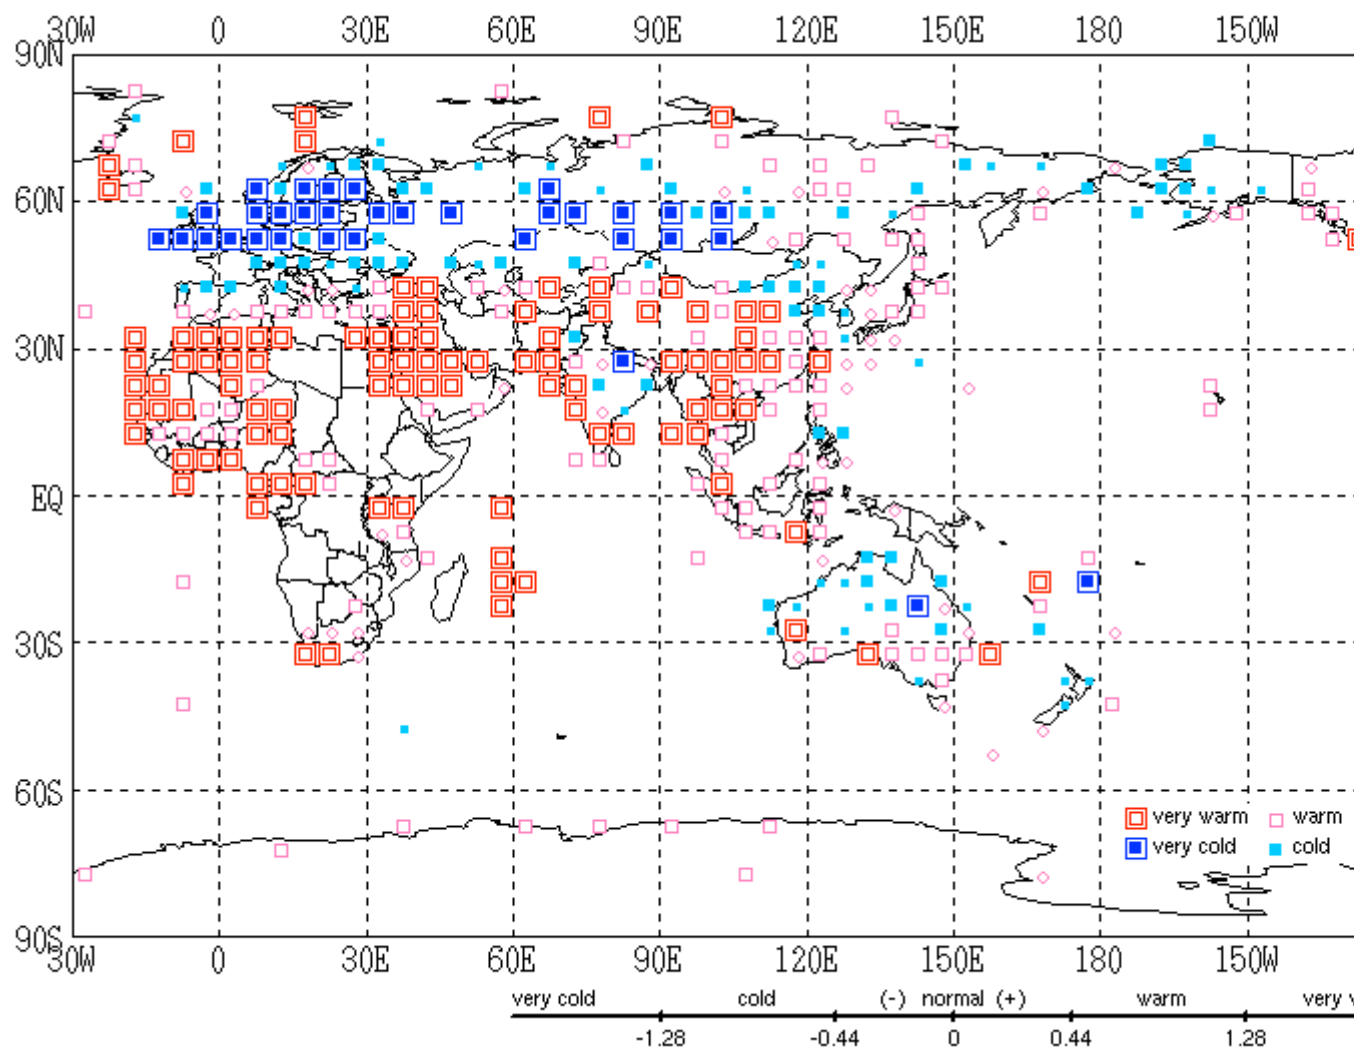 30W 0 30E 60E 90E 120E 150E 180 150W
90N
60N
30N
EQ
30S
60S
90S
very warm warm
very cold cold
30W 0 30E 60E 90E 120E 150E 180 150W
very cold cold (-) normal (+) warm very
-1.28 -0.44 0 0.44 1.28